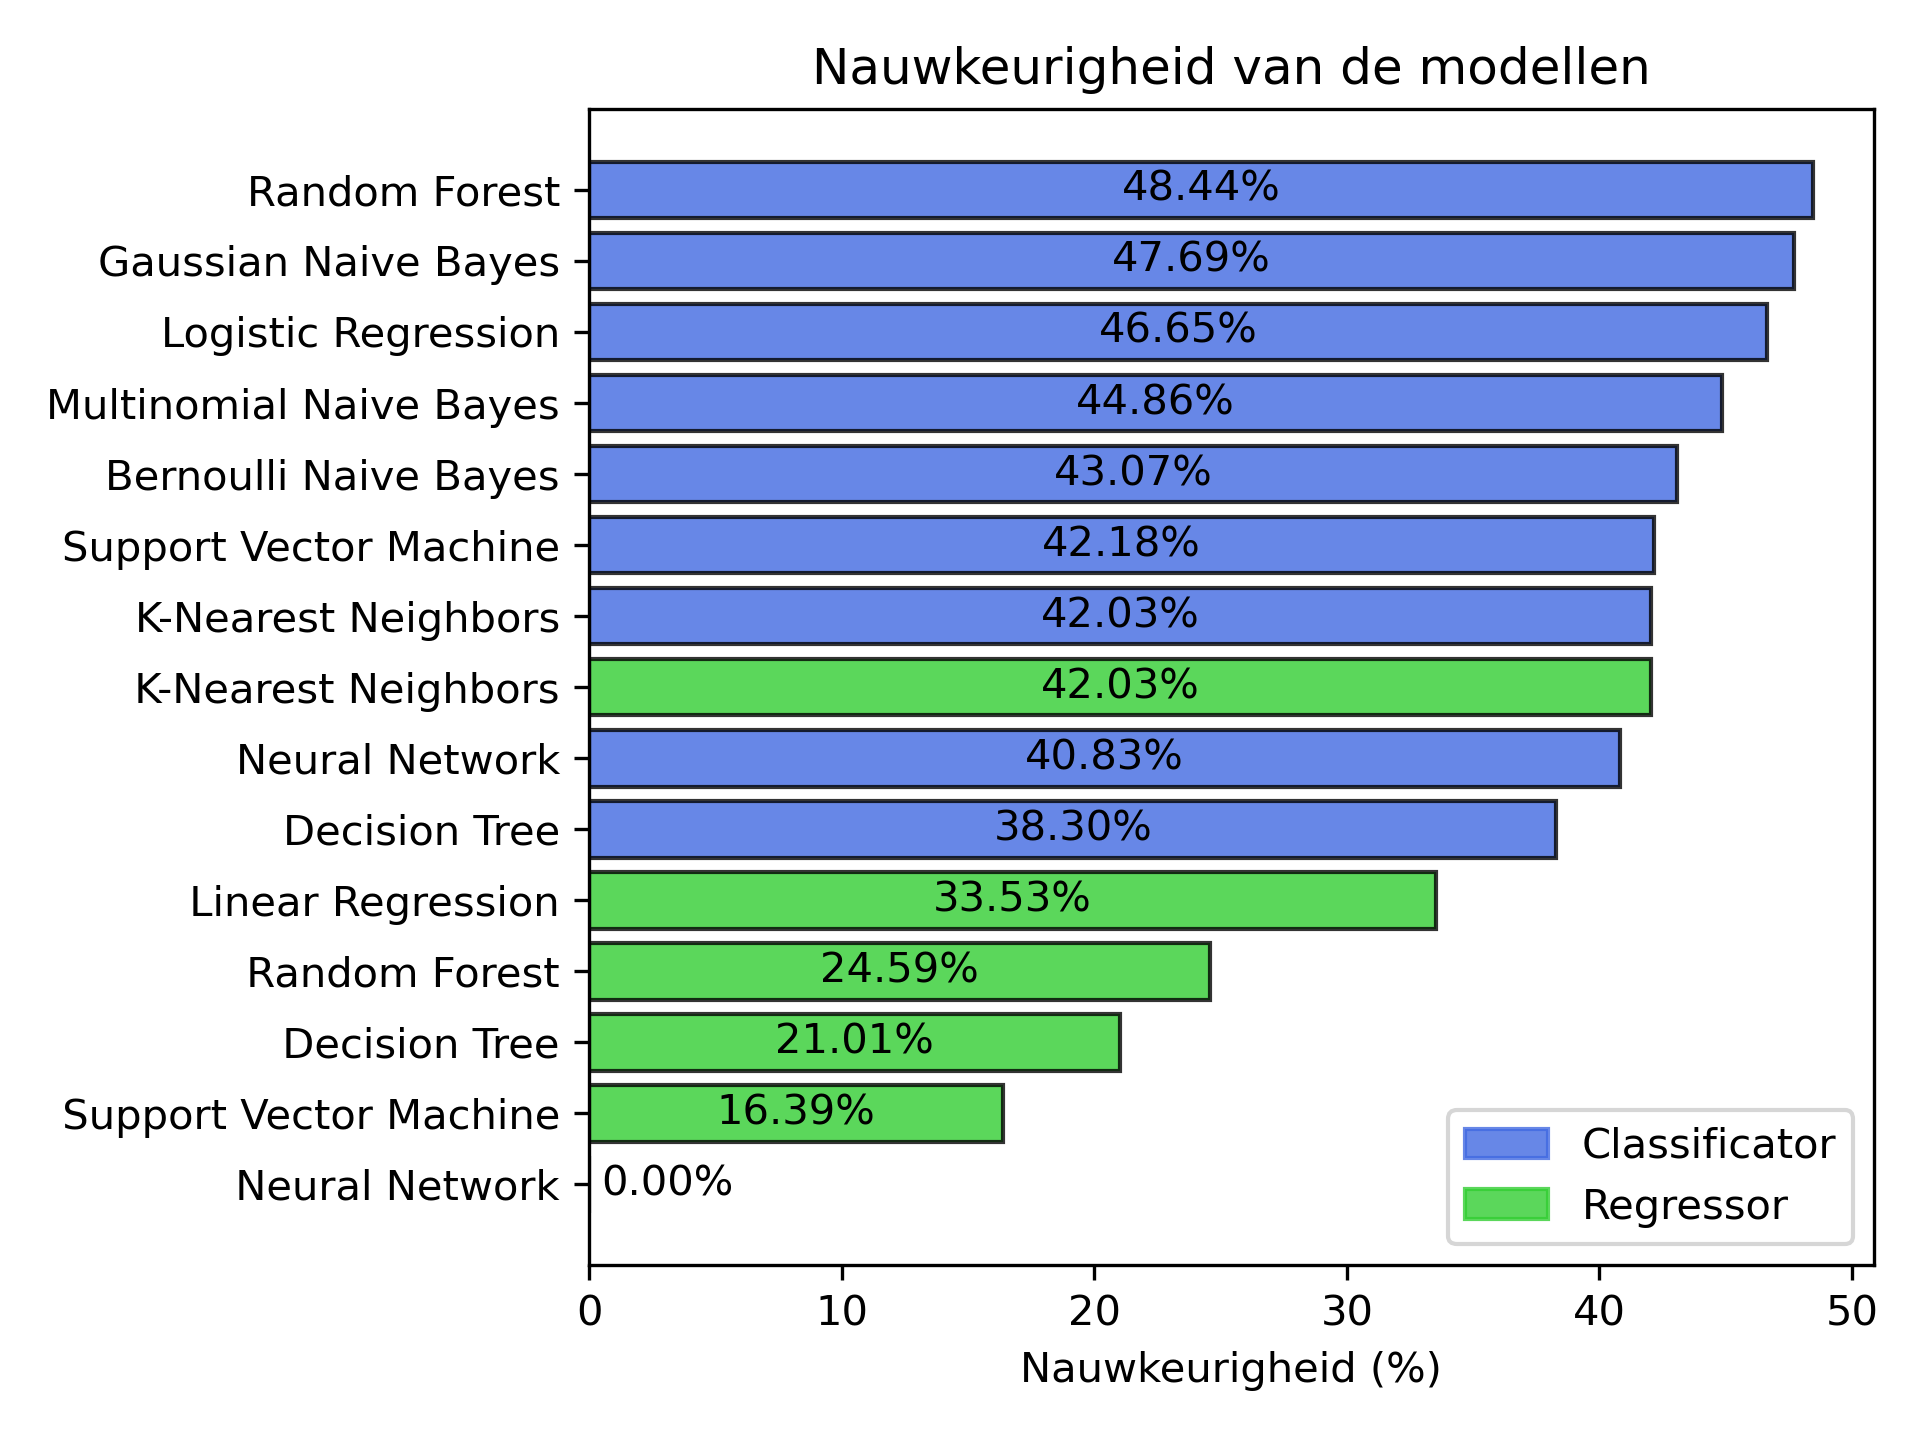 Nauwkeurigheid van de modellen
Random Forest 48.44%
Gaussian Naive Bayes 47.69%
Logistic Regression 46.65%
Multinomial Naive Bayes 44.86%
Bernoulli Naive Bayes 43.07%
Support Vector Machine 42.18%
K-Nearest Neighbors 42.03%
K-Nearest Neighbors 42.03%
Neural Network 40.83%
Decision Tree 38.30%
Linear Regression 33.53%
Random Forest 24.59%
Decision Tree 21.01%
Support Vector Machine 16.39%
Neural Network 0.00%
Classificator
Regressor
0 10 20 30 40 50
Nauwkeurigheid (%)